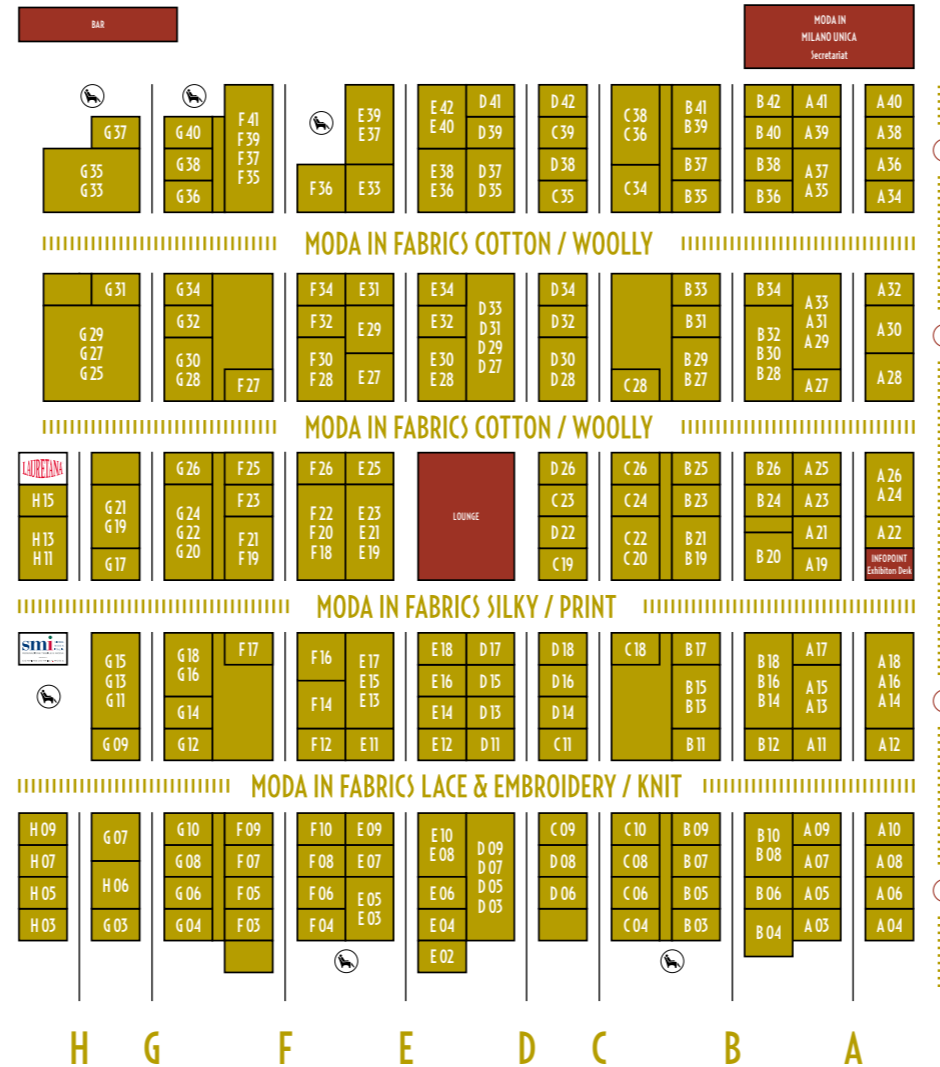 BAR
MODA IN
MILANO UNICA
Secretariat
G 37
G 35
G 33
G 40
G 38
G 36
F 41
F 39
F 37
F 35
F 36
E 39
E 37
E 33
E 42
E 40
E 38
E 36
D 41
D 39
D 37
D 35
D 42
C 39
D 38
C 35
C 38
C 36
C 34
B 41
B 39
B 37
B 35
B 42
B 40
B 38
B 36
A 41
A 39
A 37
A 35
A 40
A 38
A 36
A 34
MODA IN FABRICS COTTON / WOOLLY
G 31
G 29
G 27
G 25
G 34
G 32
G 30
G 28
F 27
F 34
F 32
F 30
F 28
E 31
E 29
E 27
E 34
E 32
E 30
E 28
D 33
D 31
D 29
D 27
D 34
D 32
D 30
D 28
C 28
B 33
B 31
B 29
B 27
B 34
B 32
B 30
B 28
A 33
A 31
A 29
A 27
A 32
A 30
A 28
MODA IN FABRICS COTTON / WOOLLY
LAURETANA
H 15
H 13
H 11
G 21
G 19
G 17
G 26
G 24
G 22
G 20
F 25
F 23
F 21
F 19
F 26
F 22
F 20
F 18
E 25
E 23
E 21
E 19
LOUNGE
D 26
C 23
D 22
C 19
C 26
C 24
C 22
C 20
B 25
B 23
B 21
B 19
B 26
B 24
B 20
A 25
A 23
A 21
A 19
A 26
A 24
A 22
INFOPOINT
Exhibiton Desk
MODA IN FABRICS SILKY / PRINT
smi
G 15
G 13
G 11
G 09
G 18
G 16
G 14
G 12
F 17
F 16
F 14
F 12
E 17
E 15
E 13
E 11
E 18
E 16
E 14
E 12
D 17
D 15
D 13
D 11
D 18
D 16
D 14
C 11
C 18
B 17
B 15
B 13
B 11
B 18
B 16
B 14
B 12
A 17
A 15
A 13
A 11
A 18
A 16
A 14
A 12
MODA IN FABRICS LACE & EMBROIDERY / KNIT
H 09
H 07
H 05
H 03
G 07
H 06
G 03
G 10
G 08
G 06
G 04
F 09
F 07
F 05
F 03
F 10
F 08
F 06
F 04
E 09
E 07
E 05
E 03
E 10
E 08
E 06
E 04
E 02
D 09
D 07
D 05
D 03
C 09
D 08
D 06
C 10
C 08
C 06
C 04
B 09
B 07
B 05
B 03
B 10
B 08
B 06
B 04
A 09
A 07
A 05
A 03
A 10
A 08
A 06
A 04
H G F E D C B A